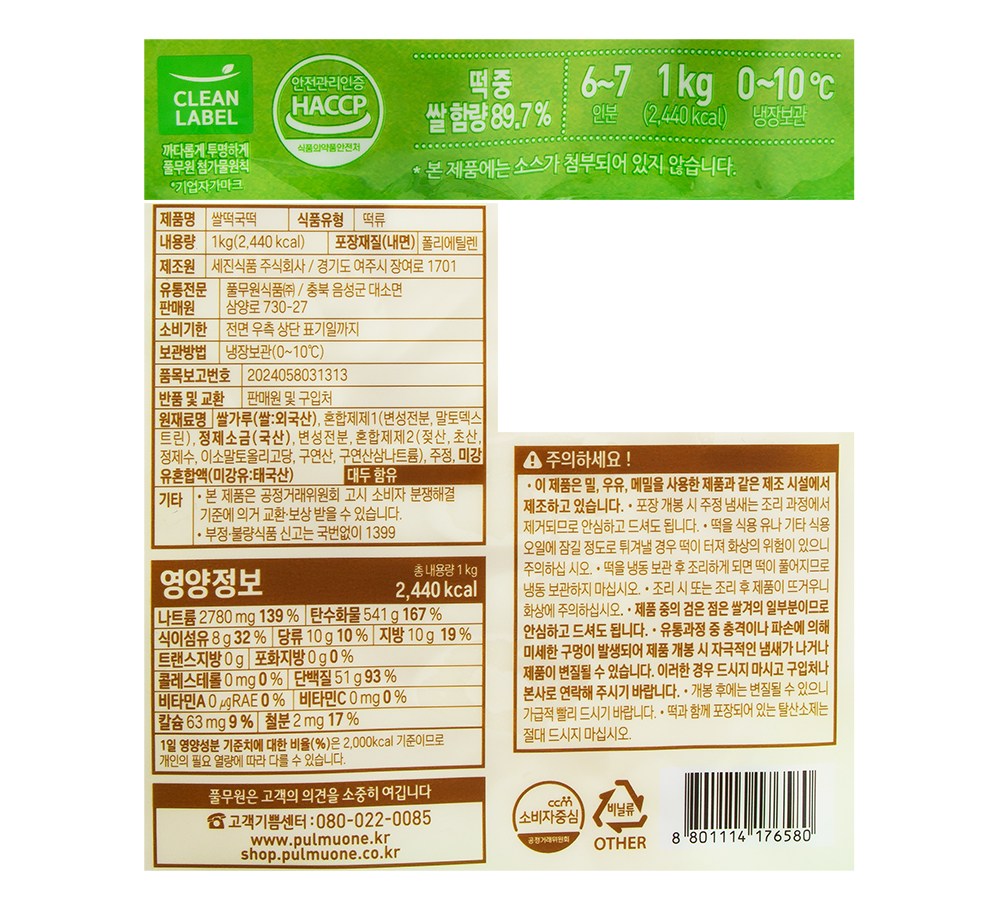 CLEAN
LABEL
까다롭게 투명하게
풀무원 첨가물원칙
*기업자가마크
안전관리인증
HACCP
식품의약품안전처
떡 중
쌀 함량 89.7%
6~7
인분
1kg
(2,440 kcal)
0~10℃
냉장보관
* 본 제품에는 소스가 첨부되어 있지 않습니다.
제품명 쌀떡국떡 식품유형 떡류
내용량 1kg(2,440 kcal) 포장재질(내면) 폴리에틸렌
제조원 세진식품 주식회사 / 경기도 여주시 장여로 1701
유통전문 풀무원식품㈜ / 충북 음성군 대소면
판매원 삼양로 730-27
소비기한 전면 우측 상단 표기일까지
보관방법 냉장보관(0~10℃)
품목보고번호 2024058031313
반품 및 교환 판매원 및 구입처
원재료명 쌀가루(쌀:외국산), 혼합제제1(변성전분, 말토덱스
트린), 정제소금(국산), 변성전분, 혼합제제2(젖산, 초산,
정제수, 이소말토올리고당, 구연산, 구연산삼나트륨), 주정, 미강
유혼합액(미강유:태국산) 대두 함유
기타 • 본 제품은 공정거래위원회 고시 소비자 분쟁해결
기준에 의거 교환·보상 받을 수 있습니다.
• 부정·불량식품 신고는 국번없이 1399
영양정보 총 내용량 1 kg
2,440 kcal
나트륨 2780 mg 139 % 탄수화물 541 g 167 %
식이섬유 8 g 32 % 당류 10 g 10 % 지방 10 g 19 %
트랜스지방 0 g 포화지방 0 g 0 %
콜레스테롤 0 mg 0 % 단백질 51 g 93 %
비타민A 0 ㎍RAE 0 % 비타민C 0 mg 0 %
칼슘 63 mg 9 % 철분 2 mg 17 %
1일 영양성분 기준치에 대한 비율(%)은 2,000kcal 기준이므로
개인의 필요 열량에 따라 다를 수 있습니다.
풀무원은 고객의 의견을 소중히 여깁니다
☎ 고객기쁨센터 : 080-022-0085
www.pulmuone.kr
shop.pulmuone.co.kr
주의하세요 !
• 이 제품은 밀, 우유, 메밀을 사용한 제품과 같은 제조 시설에서
제조하고 있습니다. • 포장 개봉 시 주정 냄새는 조리 과정에서
제거되므로 안심하고 드셔도 됩니다. • 떡을 식용 유나 기타 식용
오일에 잠길 정도로 튀겨낼 경우 떡이 터져 화상의 위험이 있으니
주의하십 시오. • 떡을 냉동 보관 후 조리하게 되면 떡이 풀어지므로
냉동 보관하지 마십시오. • 조리 시 또는 조리 후 제품이 뜨거우니
화상에 주의하십시오. • 제품 중의 검은 점은 쌀겨의 일부분이므로
안심하고 드셔도 됩니다. • 유통과정 중 충격이나 파손에 의해
미세한 구멍이 발생되어 제품 개봉 시 자극적인 냄새가 나거나
제품이 변질될 수 있습니다. 이러한 경우 드시지 마시고 구입처나
본사로 연락해 주시기 바랍니다. • 개봉 후에는 변질될 수 있으니
가급적 빨리 드시기 바랍니다. • 떡과 함께 포장되어 있는 탈산소제는
절대 드시지 마십시오.
ccm
소비자중심
공정거래위원회
비닐류
OTHER
8 801114 176580